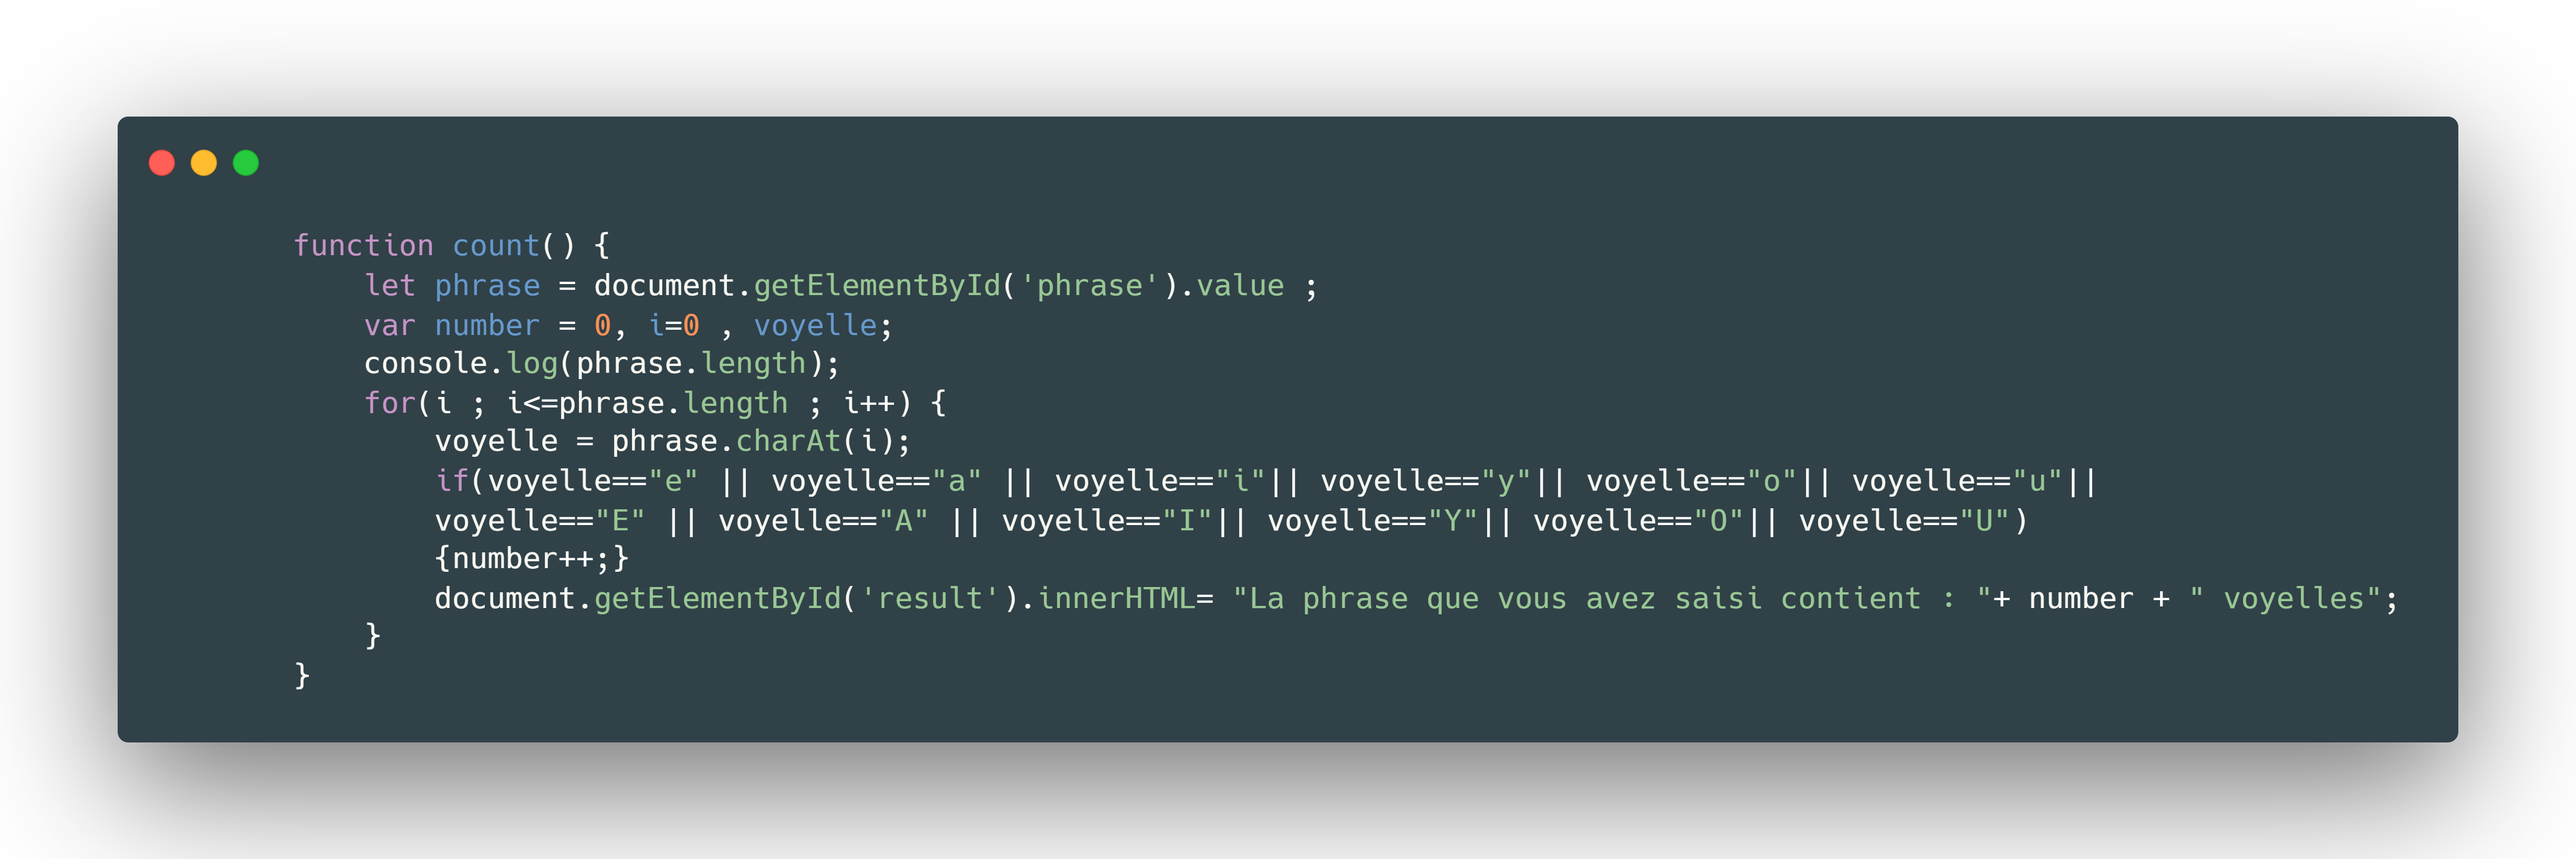 function count() {
    let phrase = document.getElementById('phrase').value ;
    var number = 0, i=0 , voyelle;
    console.log(phrase.length);
    for(i ; i<=phrase.length ; i++) {
        voyelle = phrase.charAt(i);
        if(voyelle=="e" || voyelle=="a" || voyelle=="i"|| voyelle=="y"|| voyelle=="o"|| voyelle=="u"||
        voyelle=="E" || voyelle=="A" || voyelle=="I"|| voyelle=="Y"|| voyelle=="O"|| voyelle=="U")
        {number++;}
        document.getElementById('result').innerHTML= "La phrase que vous avez saisi contient : "+ number + " voyelles";
    }
}